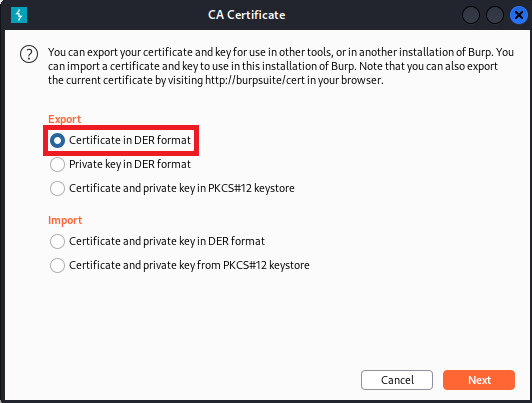 CA Certificate
You can export your certificate and key for use in other tools, or in another installation of Burp. You
can import a certificate and key to use in this installation of Burp. Note that you can also export
the current certificate by visiting http://burpsuite/cert in your browser.
Export
Certificate in DER format
Private key in DER format
Certificate and private key in PKCS#12 keystore
Import
Certificate and private key in DER format
Certificate and private key from PKCS#12 keystore
Cancel
Next